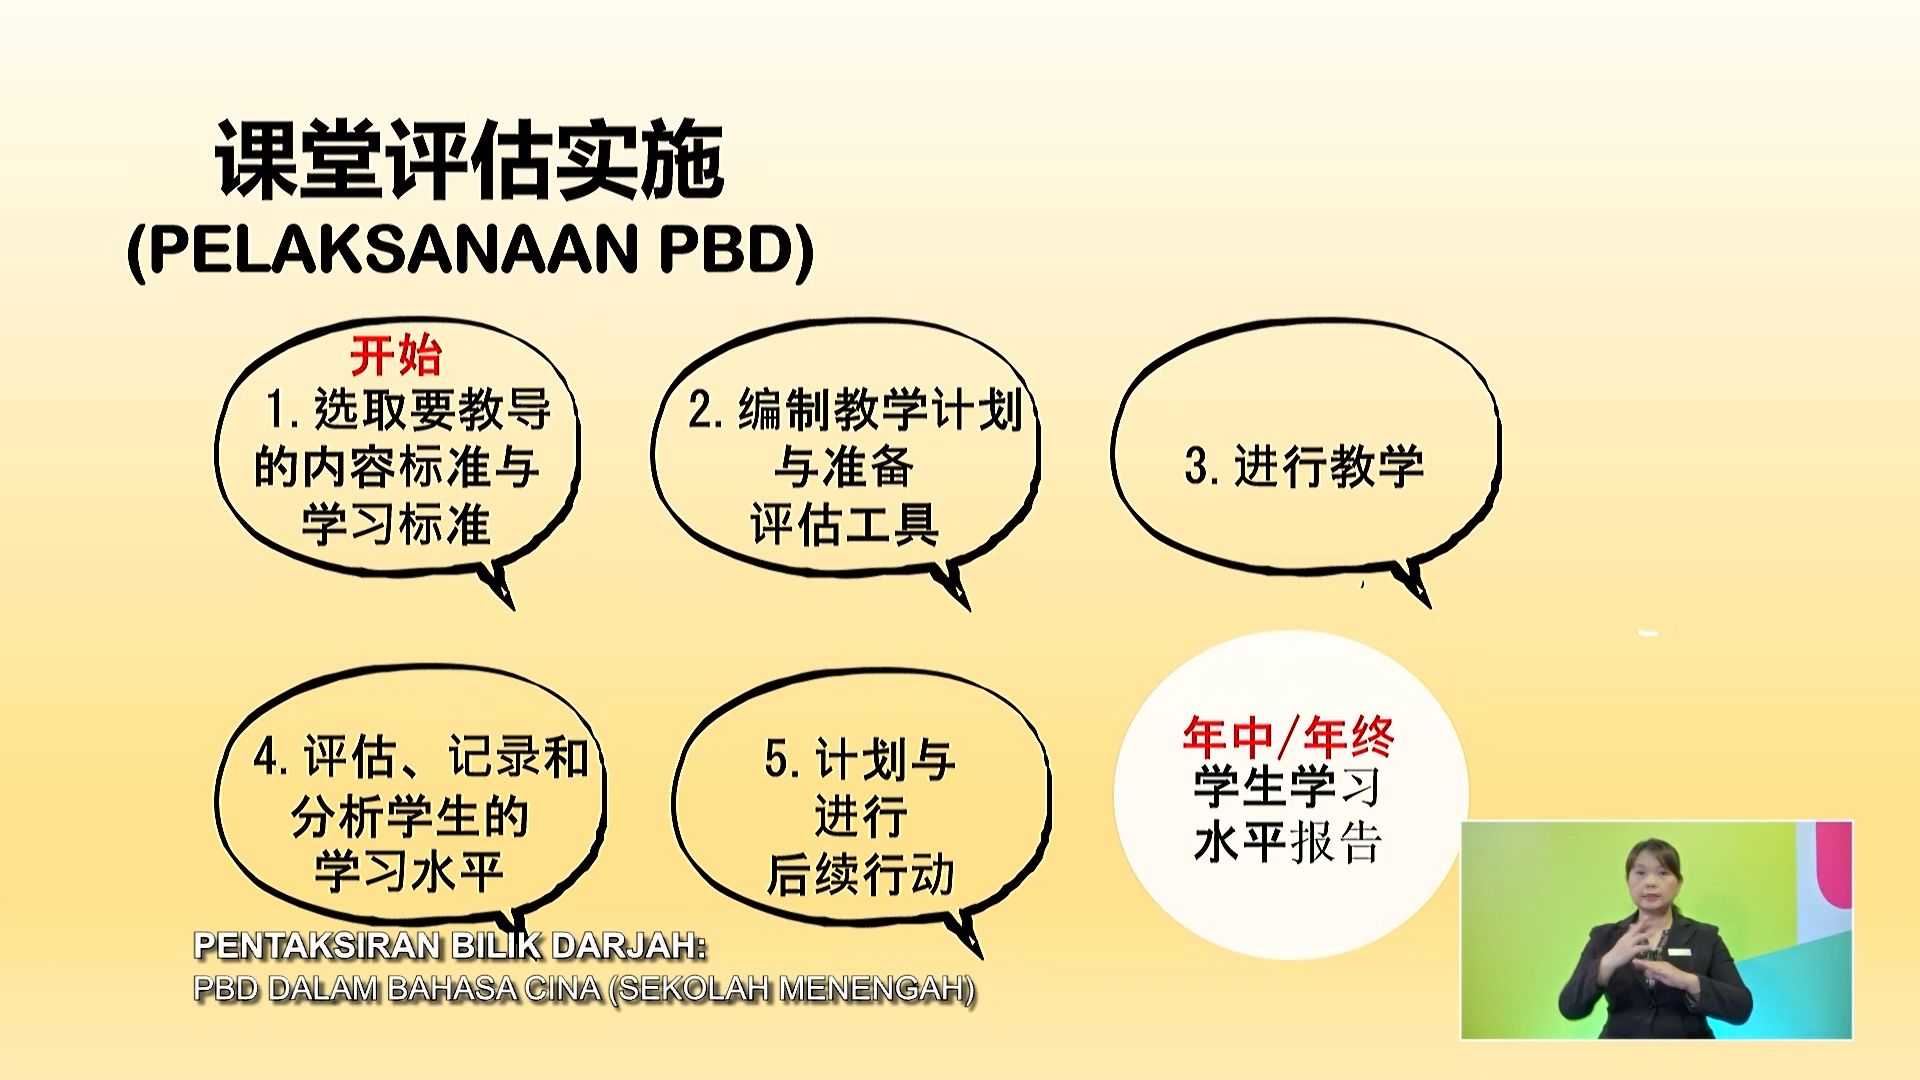 课堂评估实施
(PELAKSANAAN PBD)
开始
1.选取要教导
的内容标准与
学习标准
2.编制教学计划
与准备
评估工具
3.进行教学
4.评估、记录和
分析学生的
学习水平
5.计划与
进行
后续行动
年中/年终
学生学习
水平报告
PENTAKSIRAN BILIK DARJAH:
PBD DALAM BAHASA CINA (SEKOLAH MENENGAH)